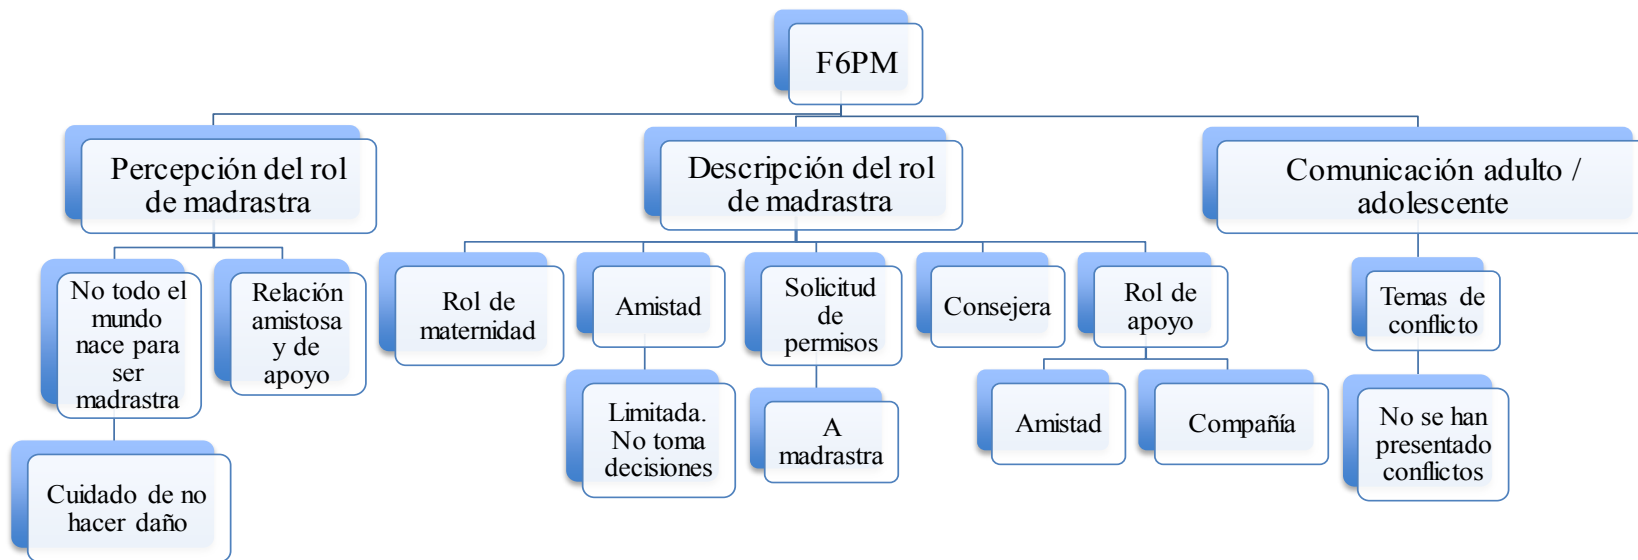 F6PM
Percepción del rol
de madrastra
Descripción del rol
de madrastra
Comunicación adulto /
adolescente
No todo el
mundo
nace para
ser
madrastra
Relación
amistosa
y de
apoyo
Rol de
maternidad
Amistad
Solicitud
de
permisos
Consejera
Rol de
apoyo
Temas de
conflicto
Cuidado de no
hacer daño
Limitada.
No toma
decisiones
A
madrastra
Amistad
Compañía
No se han
presentado
conflictos